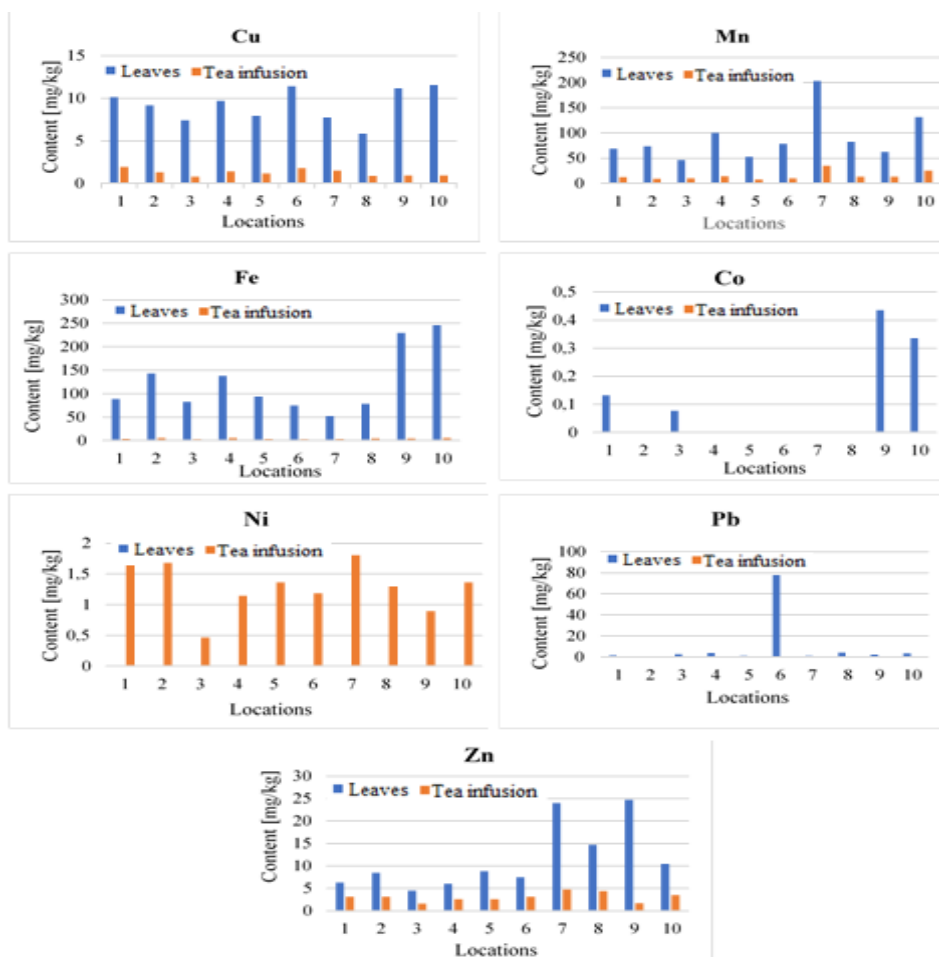 Cu
Content [mg/kg]
15
10
5
0
Leaves Tea infusion
1 2 3 4 5 6 7 8 9 10
Locations
Mn
Content [mg/kg]
250
200
150
100
50
0
Leaves Tea infusion
1 2 3 4 5 6 7 8 9 10
Locations
Fe
Content [mg/kg]
300
250
200
150
100
50
0
Leaves Tea infusion
1 2 3 4 5 6 7 8 9 10
Locations
Co
Content [mg/kg]
0,5
0,4
0,3
0,2
0,1
0
Leaves Tea infusion
1 2 3 4 5 6 7 8 9 10
Locations
Ni
Content [mg/kg]
2
1,5
1
0,5
0
Leaves Tea infusion
1 2 3 4 5 6 7 8 9 10
Locations
Pb
Content [mg/kg]
100
80
60
40
20
0
Leaves Tea infusion
1 2 3 4 5 6 7 8 9 10
Locations
Zn
Content [mg/kg]
30
25
20
15
10
5
0
Leaves Tea infusion
1 2 3 4 5 6 7 8 9 10
Locations